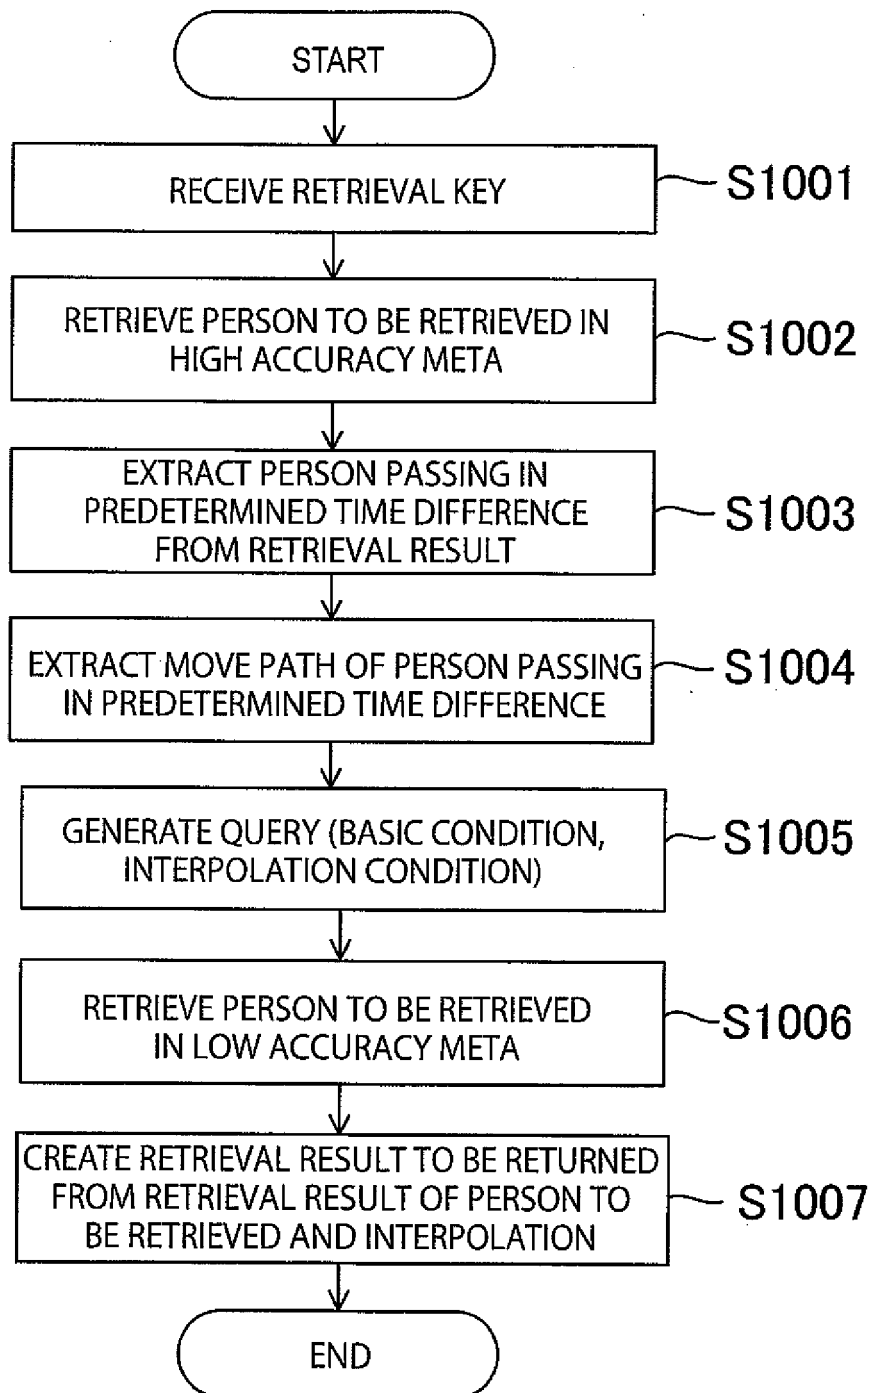 START
RECEIVE RETRIEVAL KEY
S1001
RETRIEVE PERSON TO BE RETRIEVED IN
HIGH ACCURACY META
S1002
EXTRACT PERSON PASSING IN
PREDETERMINED TIME DIFFERENCE
FROM RETRIEVAL RESULT
S1003
EXTRACT MOVE PATH OF PERSON PASSING
IN PREDETERMINED TIME DIFFERENCE
S1004
GENERATE QUERY (BASIC CONDITION,
INTERPOLATION CONDITION)
S1005
RETRIEVE PERSON TO BE RETRIEVED
IN LOW ACCURACY META
S1006
CREATE RETRIEVAL RESULT TO BE RETURNED
FROM RETRIEVAL RESULT OF PERSON TO
BE RETRIEVED AND INTERPOLATION
S1007
END